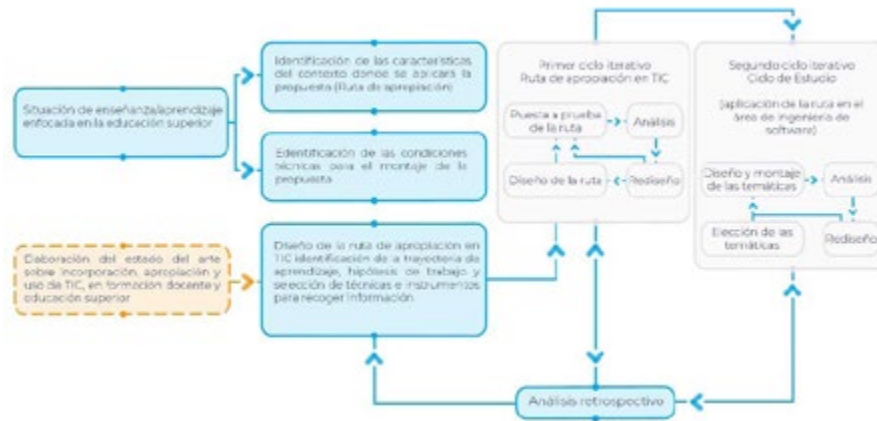 Situación de enseñanza/aprendizaje
enfocada en la educación superior
Identificación de las características
del contexto donde se aplicará la
propuesta (Ruta de apropiación)
Edentificación de las condiciones
técnicas para el montaje de la
propuesta
Elaboración del estado del arte
sobre incorporación, apropiación y
uso de TIC, en formación docente y
educación superior
Diseño de la ruta de apropiación en
TIC identificación de la trayectoria de
aprendizaje, hipótesis de trabajo y
selección de técnicas e instrumentos
para recoger información
Primer ciclo iterativo
Ruta de apropiación en TIC
Puesta a prueba
de la ruta
Análisis
Diseño de la ruta
Rediseño
Segundo ciclo iterativo
Ciclo de Estudio
(aplicación de la ruta en el
área de ingeniería de
software)
Diseño y montaje
de las temáticas
Análisis
Elección de las
temáticas
Rediseño
Análisis retrospectivo